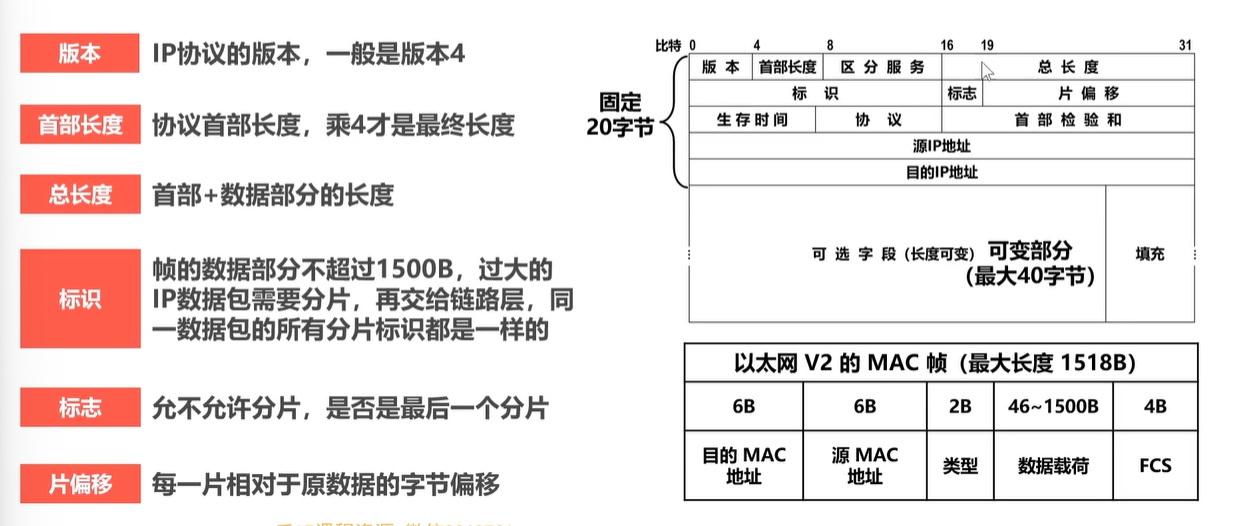 版本
IP协议的版本，一般是版本4
首部长度
协议首部长度，乘4才是最终长度
总长度
首部+数据部分的长度
标识
帧的数据部分不超过1500B，过大的
IP数据包需要分片，再交给链路层，同
一数据包的所有分片标识都是一样的
标志
允不允许分片，是否是最后一个分片
片偏移
每一片相对于原数据的字节偏移
比特 0 4 8 16 19 31
版 本 首部长度 区 分 服 务 总 长 度
标 识 标志 片 偏 移
生 存 时 间 协 议 首 部 检 验 和
源IP地址
目的IP地址
固定
20字节
可 选 字 段 (长度可变) 可变部分 填充
(最大40字节)
以太网 V2 的 MAC 帧（最大长度 1518B）
6B 6B 2B 46~1500B 4B
目的 MAC 地址 源 MAC 地址 类型 数据载荷 FCS